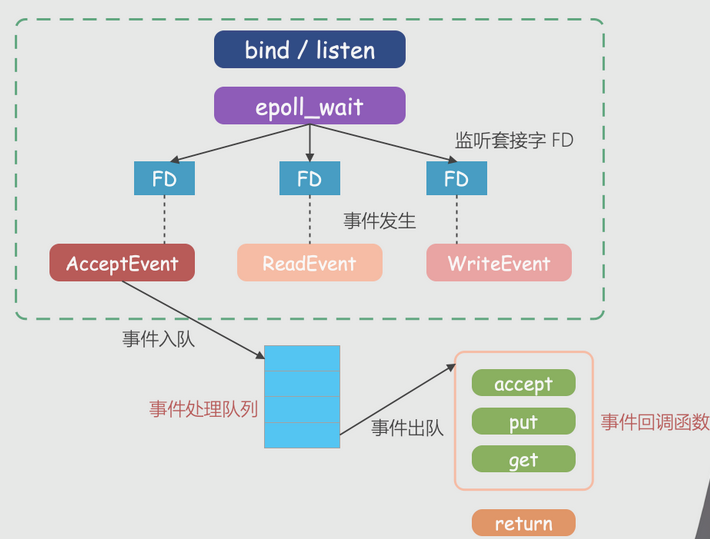 bind / listen
epoll_wait
监听套接字 FD
FD
FD
FD
事件发生
AcceptEvent
ReadEvent
WriteEvent
事件入队
事件处理队列
事件出队
accept
put
get
事件回调函数
return